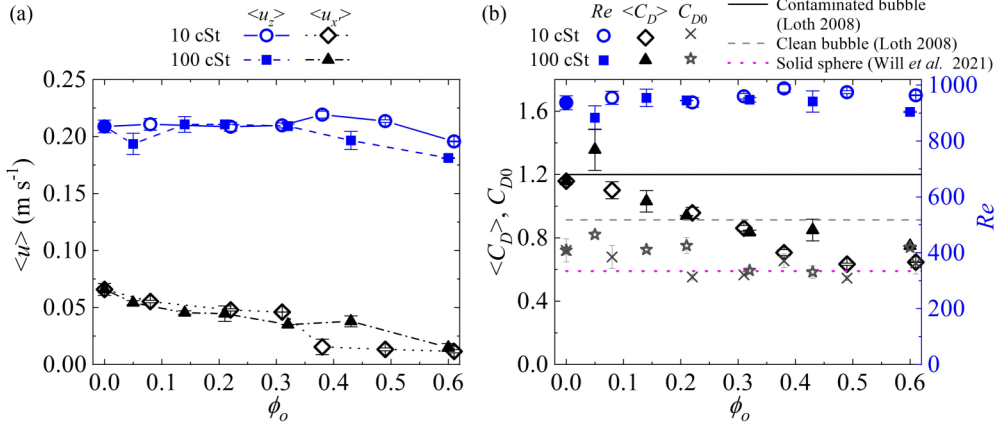 (a)
<u_z> <u_x'>
10 cSt
100 cSt
0.25
0.20
0.15
0.10
0.05
0.00
<u> (m s⁻¹)
0.0 0.1 0.2 0.3 0.4 0.5 0.6
ϕ_o
(b)
Re <C_D> C_D0
10 cSt
100 cSt
Contaminated bubble
(Loth 2008)
Clean bubble (Loth 2008)
Solid sphere (Will et al. 2021)
1.6
1.2
0.8
0.4
0.0
<C_D>, C_D0
1000
800
600
400
200
0
Re
0.0 0.1 0.2 0.3 0.4 0.5 0.6
ϕ_o